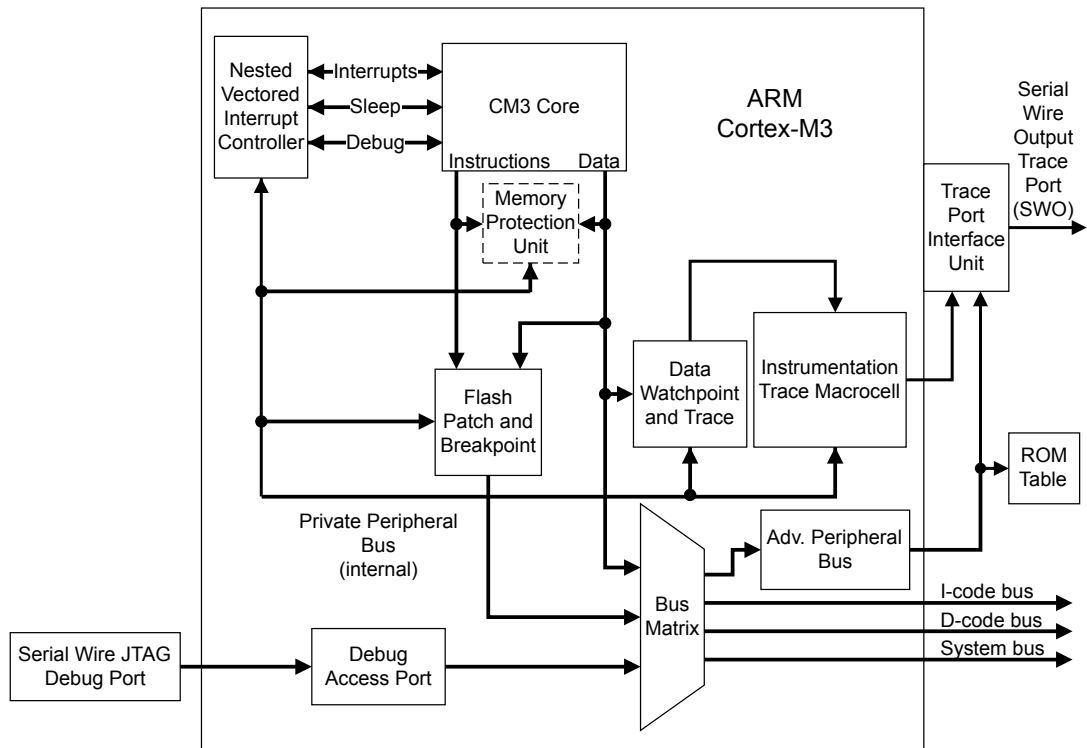 Nested
Vectored
Interrupt
Controller
Interrupts
Sleep
Debug
CM3 Core
Instructions
Data
ARM
Cortex-M3
Serial
Wire
Output
Trace
Port
(SWO)
Trace
Port
Interface
Unit
Memory
Protection
Unit
Flash
Patch and
Breakpoint
Data
Watchpoint
and Trace
Instrumentation
Trace Macrocell
ROM
Table
Private Peripheral
Bus
(internal)
Adv. Peripheral
Bus
Bus
Matrix
I-code bus
D-code bus
System bus
Serial Wire JTAG
Debug Port
Debug
Access Port